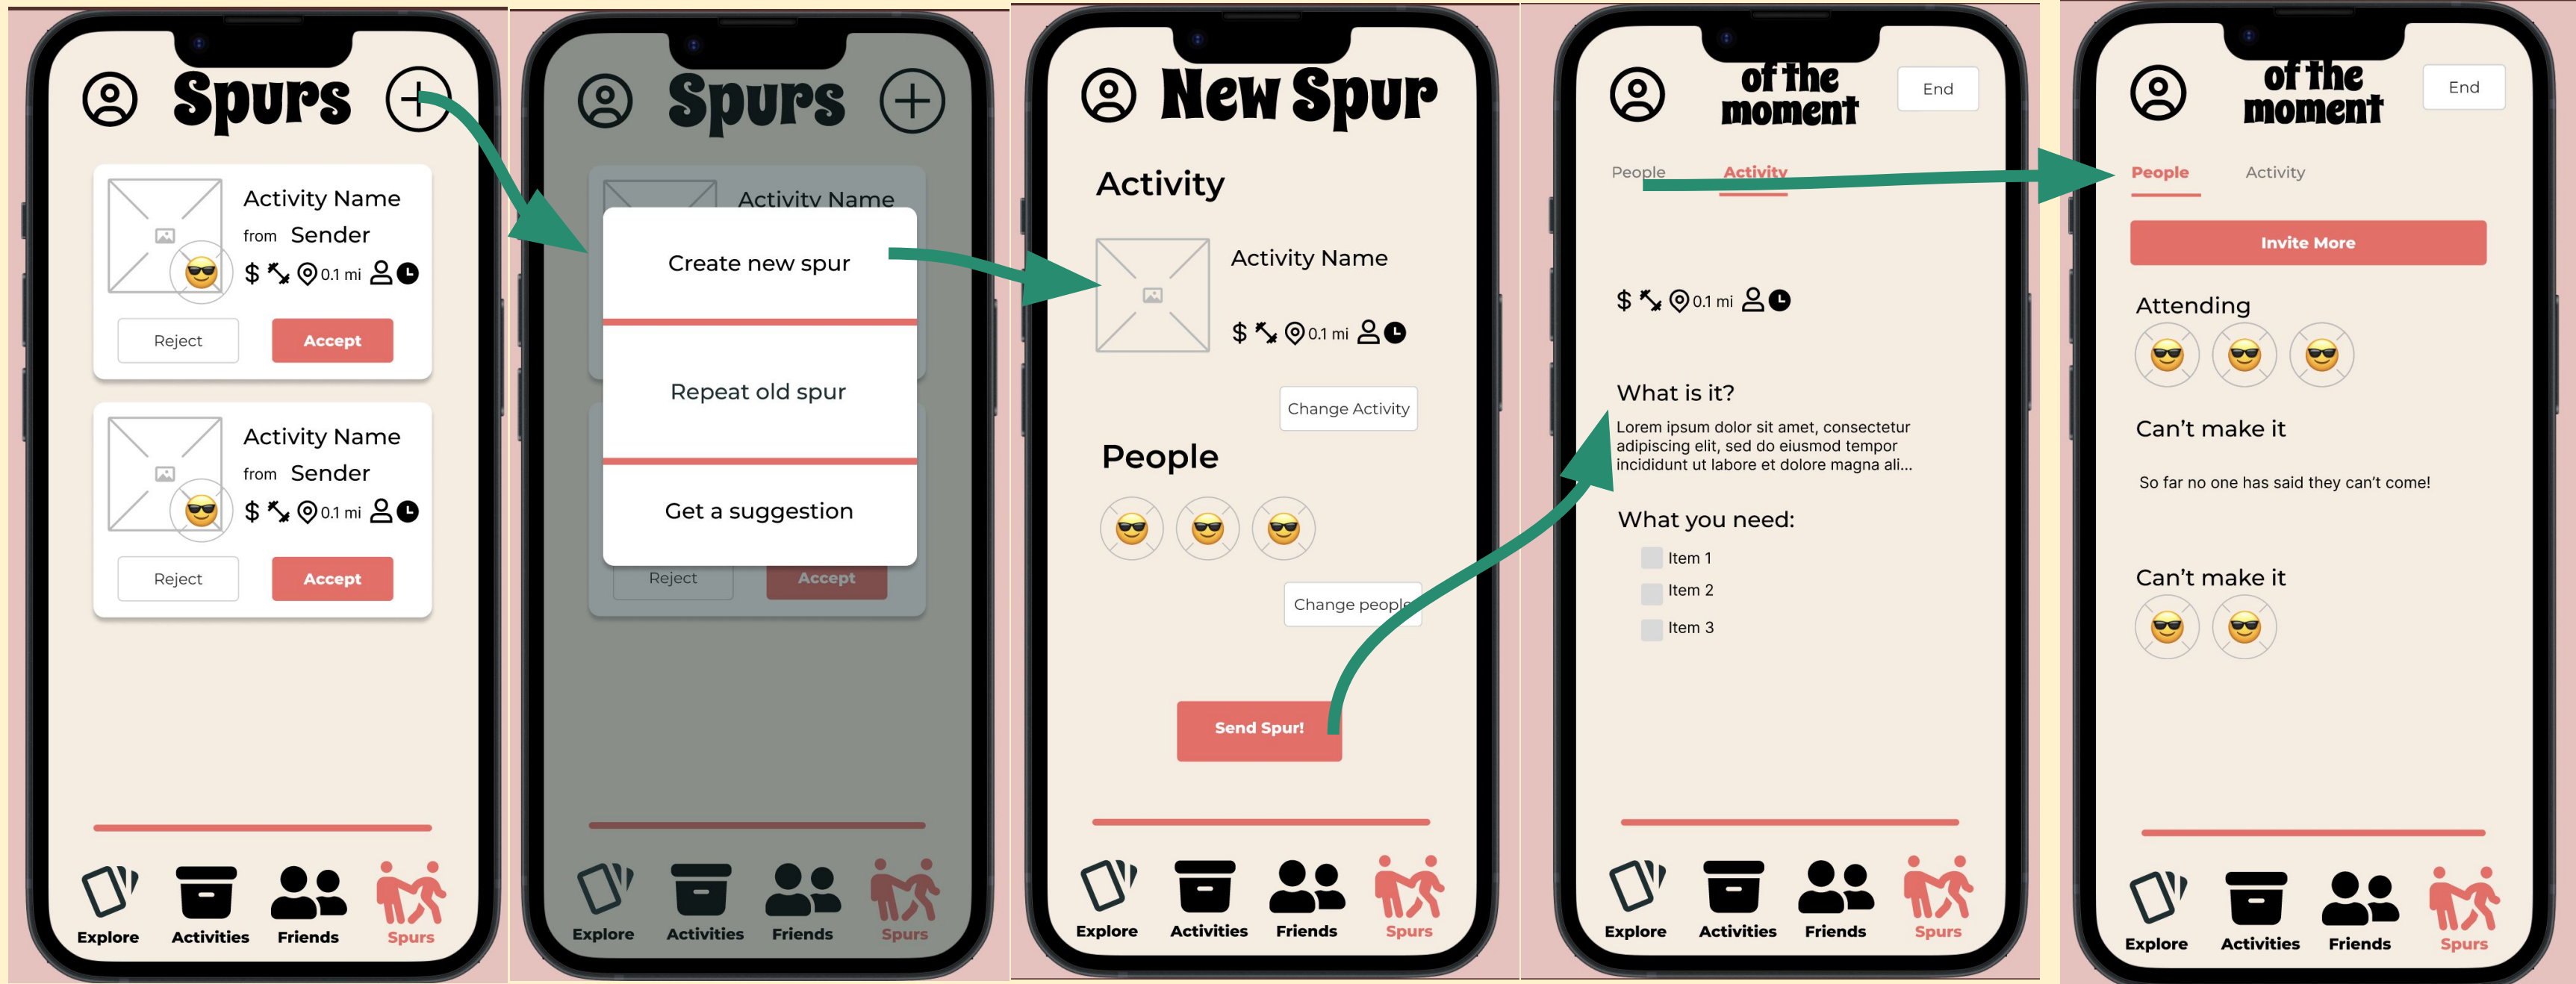 Spurs
Activity Name
from Sender
$ 0.1 mi
Reject Accept
Activity Name
from Sender
$ 0.1 mi
Reject Accept
Explore Activities Friends Spurs
Spurs
Activity Name
Create new spur
Repeat old spur
Get a suggestion
Reject Accept
Explore Activities Friends Spurs
New Spur
Activity
Activity Name
$ 0.1 mi
Change Activity
People
Change people
Send Spur!
Explore Activities Friends Spurs
of the
moment
End
People Activity
$ 0.1 mi
What is it?
Lorem ipsum dolor sit amet, consectetur
adipiscing elit, sed do eiusmod tempor
incididunt ut labore et dolore magna ali...
What you need:
Item 1
Item 2
Item 3
Explore Activities Friends Spurs
of the
moment
End
People Activity
Invite More
Attending
Can't make it
So far no one has said they can't come!
Can't make it
Explore Activities Friends Spurs